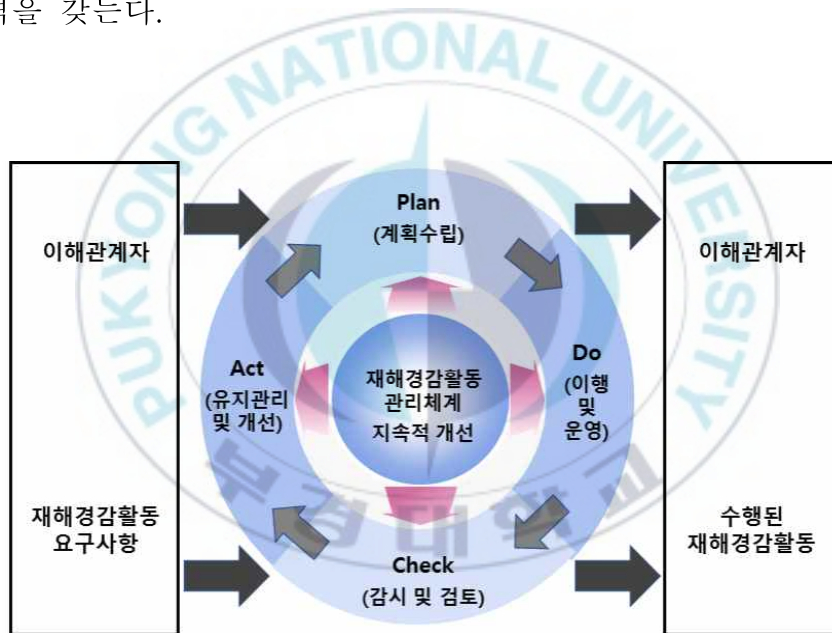 을 갖는다.
PUKYONG NATIONAL UNIVERSITY
이해관계자
재해경감활동
요구사항
Plan
(계획수립)
Act
(유지관리
및 개선)
재해경감활동
관리체계
지속적 개선
Do
(이행
및
운영)
Check
(감시 및 검토)
이해관계자
수행된
재해경감활동
부경대학교